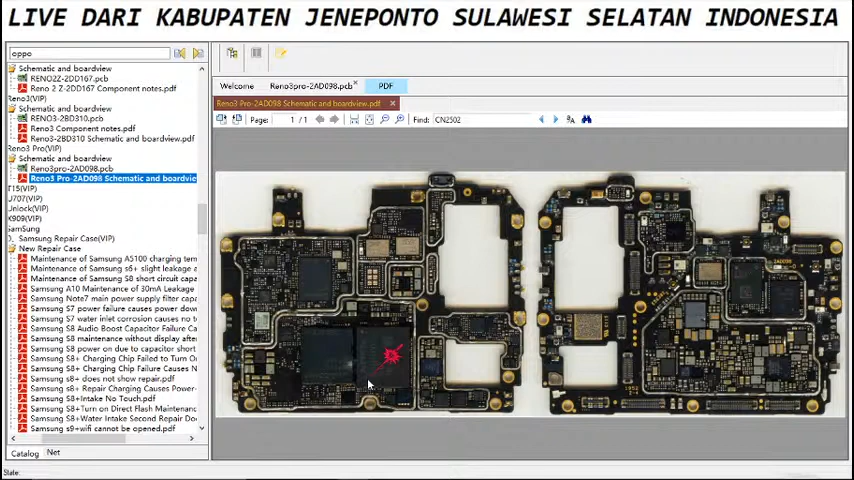 LIVE DARI KABUPATEN JENEPONTO SULAWESI SELATAN INDONESIA
oppo
Schematic and boardview
RENO2Z-2DD167.pcb
Reno 2 Z-2DD167 Component notes.pdf
Reno3(VIP)
Schematic and boardview
RENO3-2BD310.pcb
Reno3 Component notes.pdf
Reno3-2BD310 Schematic and boardview.pdf
Reno3 Pro(VIP)
Schematic and boardview
Reno3pro-2AD098.pcb
Reno3 Pro-2AD098 Schematic and boardvie
T15(VIP)
U707(VIP)
Unlock(VIP)
X909(VIP)
SamSung
Samsung Repair Case(VIP)
New Repair Case
Maintenance of Samsung A5100 charging tem
Maintenance of Samsung s6+ slight leakage a
Maintenance of Samsung S8 short circuit capa
Samsung A10 Maintenance of 30mA Leakage
Samsung Note7 main power supply filter capa
Samsung S7 power failure causes power down
Samsung S7 water inlet corrosion causes no to
Samsung S8 Audio Boost Capacitor Failure Ca
Samsung S8 maintenance without display after
Samsung S8 power on due to capacitor short
Samsung S8+ Charging Chip Failed to Turn On
Samsung S8+ Charging Chip Failure Causes N
Samsung s8+ does not show repair.pdf
Samsung s8+ Repair Charging Causes Power-
Samsung S8+Intake No Touch.pdf
Samsung S8+Turn on Direct Flash Maintenanc
Samsung S8+Water Intake Second Repair Do
Samsung s9+wifi cannot be opened.pdf
Catalog
Net
State:
Welcome
Reno3pro-2AD098.pcb
PDF
Reno3 Pro-2AD098 Schematic and boardview.pdf
Page: 1 / 1
Find: CN2502